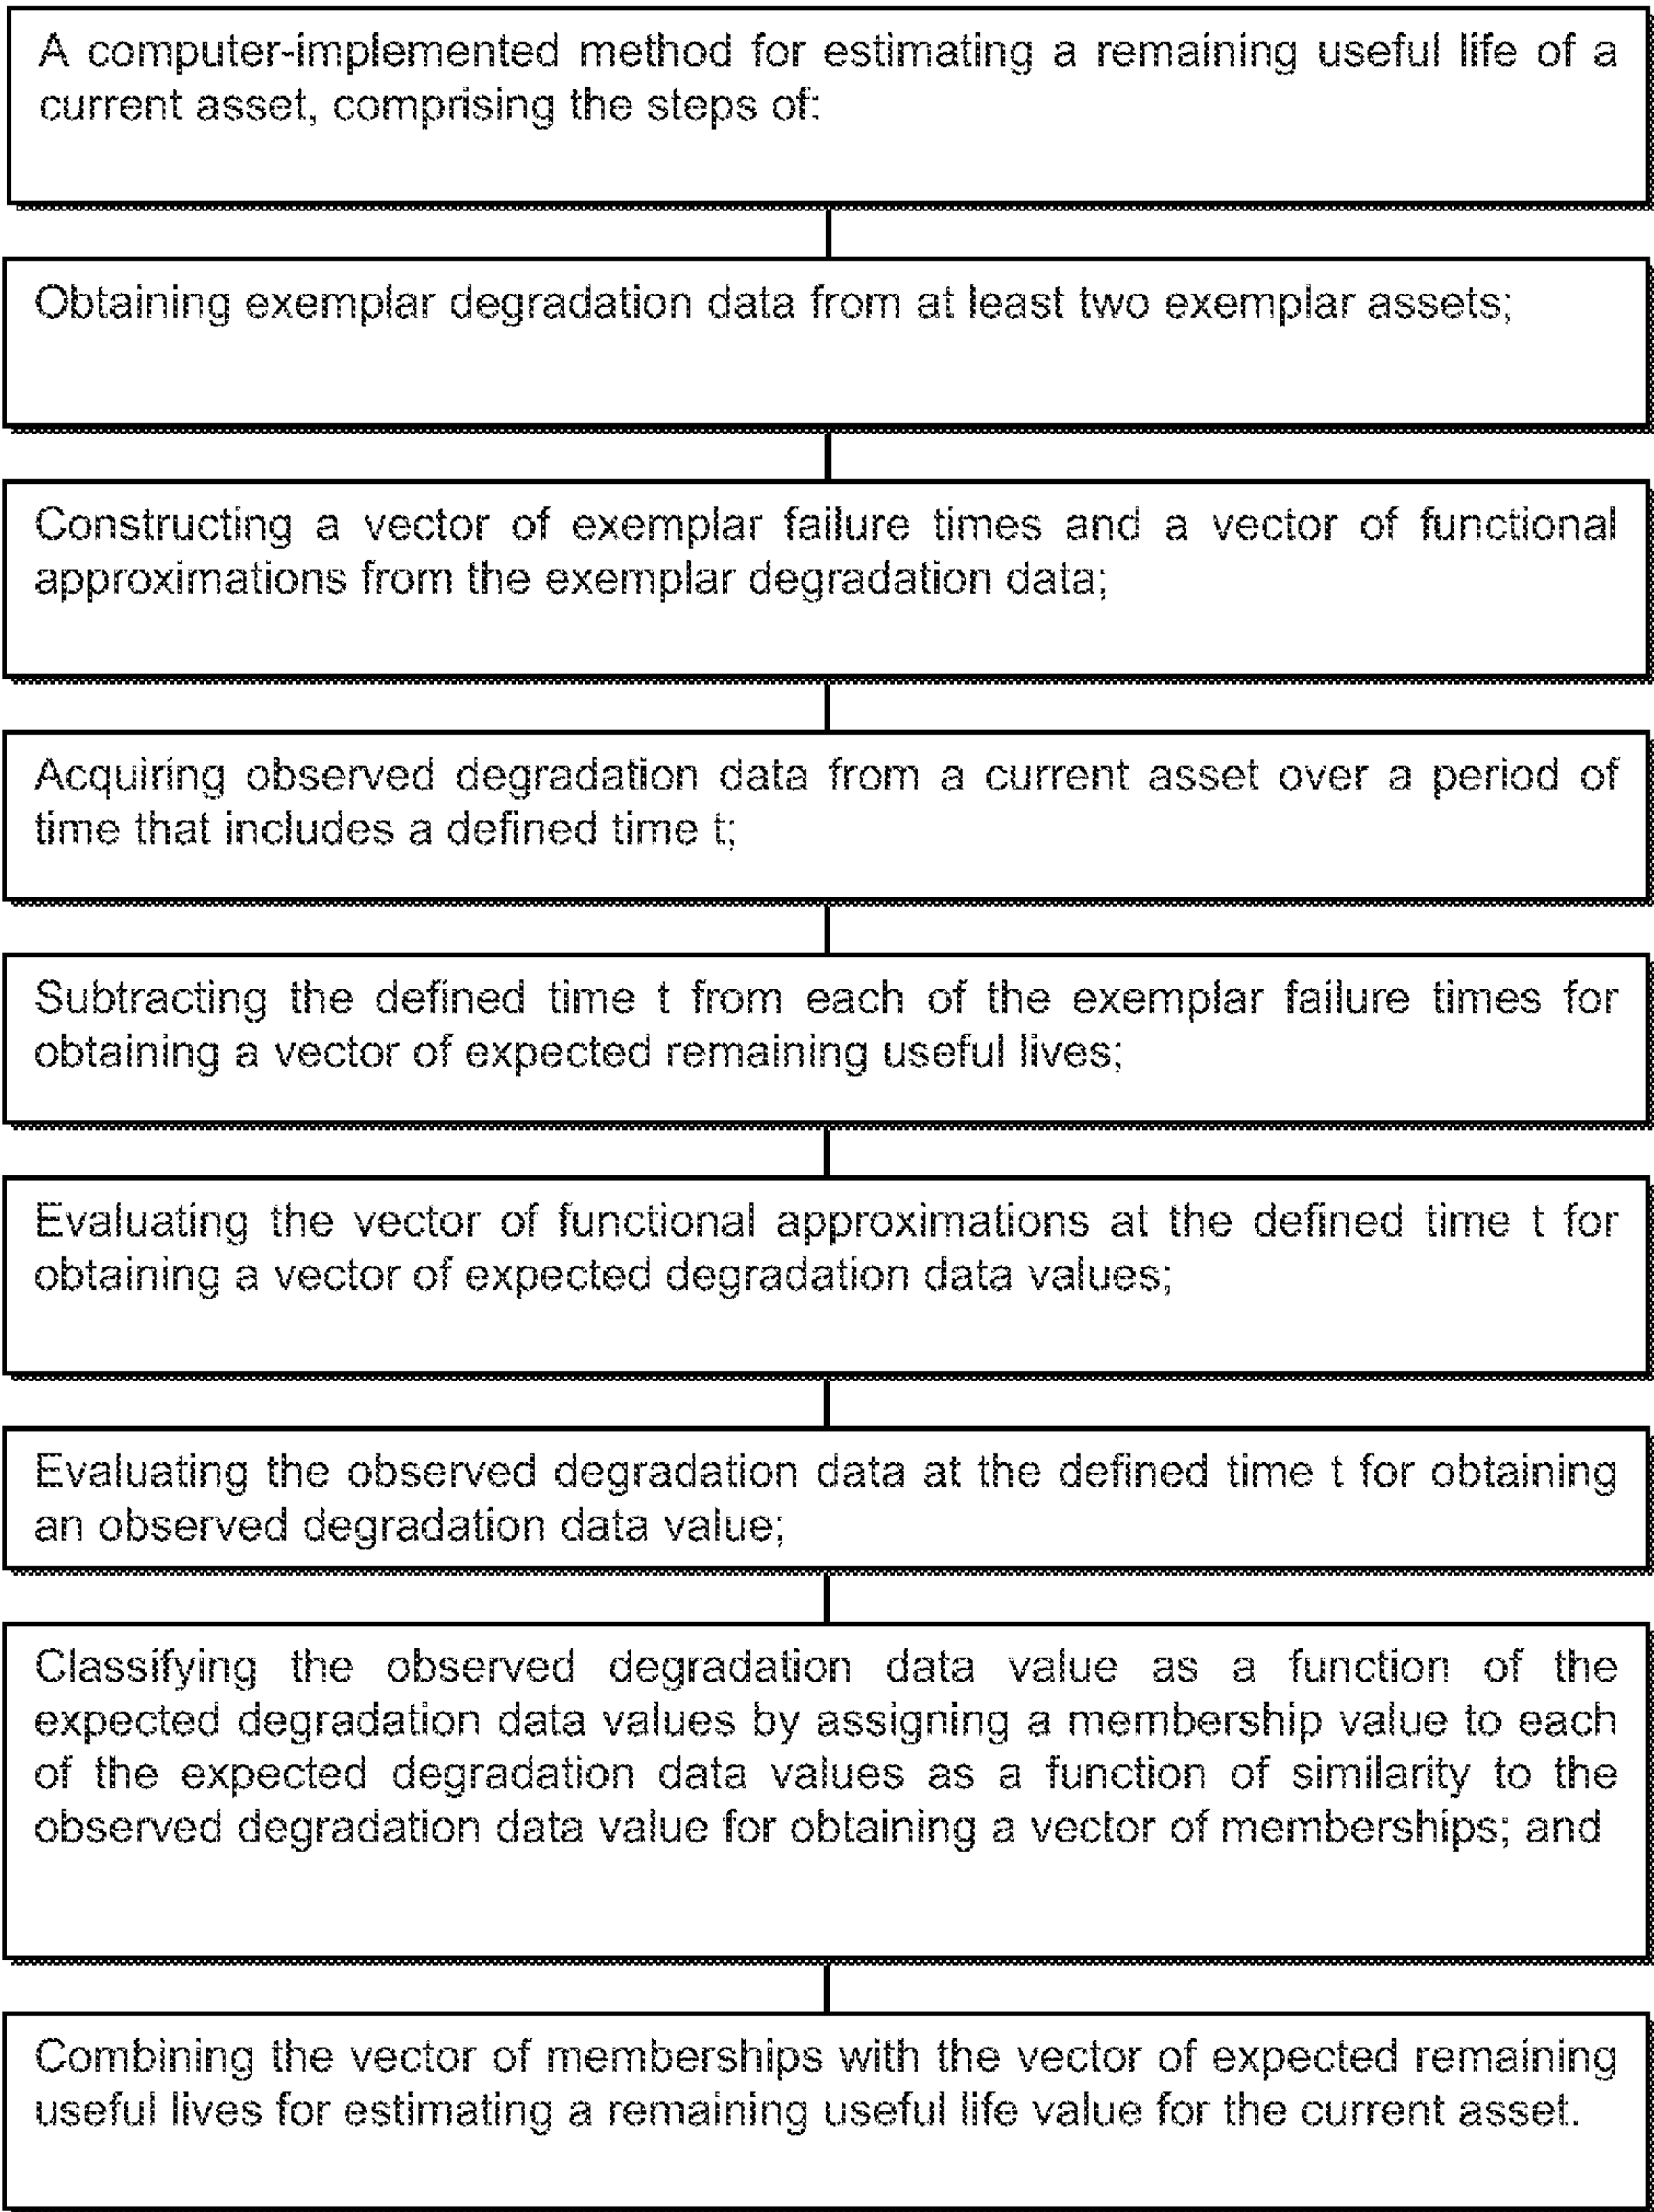 A computer-implemented method for estimating a remaining useful life of a
current asset, comprising the steps of:
Obtaining exemplar degradation data from at least two exemplar assets;
Constructing a vector of exemplar failure times and a vector of functional
approximations from the exemplar degradation data;
Acquiring observed degradation data from a current asset over a period of
time that includes a defined time t;
Subtracting the defined time t from each of the exemplar failure times for
obtaining a vector of expected remaining useful lives;
Evaluating the vector of functional approximations at the defined time t for
obtaining a vector of expected degradation data values;
Evaluating the observed degradation data at the defined time t for obtaining
an observed degradation data value;
Classifying the observed degradation data value as a function of the
expected degradation data values by assigning a membership value to each
of the expected degradation data values as a function of similarity to the
observed degradation data value for obtaining a vector of memberships; and
Combining the vector of memberships with the vector of expected remaining
useful lives for estimating a remaining useful life value for the current asset.